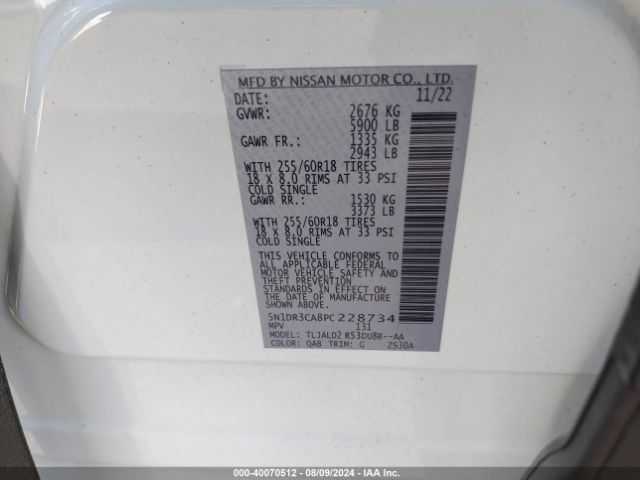 MFD BY NISSAN MOTOR CO., LTD.
DATE: 11/22
GVWR: 2676 KG
5900 LB
GAWR FR.: 1335 KG
2943 LB
WITH 255/60R18 TIRES
18 X 8.0 RIMS AT 33 PSI
COLD SINGLE
GAWR RR.: 1530 KG
3373 LB
WITH 255/60R18 TIRES
18 X 8.0 RIMS AT 33 PSI
COLD SINGLE
THIS VEHICLE CONFORMS TO
ALL APPLICABLE FEDERAL
MOTOR VEHICLE SAFETY AND
THEFT PREVENTION
STANDARDS IN EFFECT ON
THE DATE OF MANUFACTURE
SHOWN ABOVE.
5N1DR3CA8PC228734
MPV 131
MODEL: TLJALD2 R53DU8B--AA
COLOR: QAB TRIM: G ZS30A
000-40070512 - 08/09/2024 - IAA Inc.